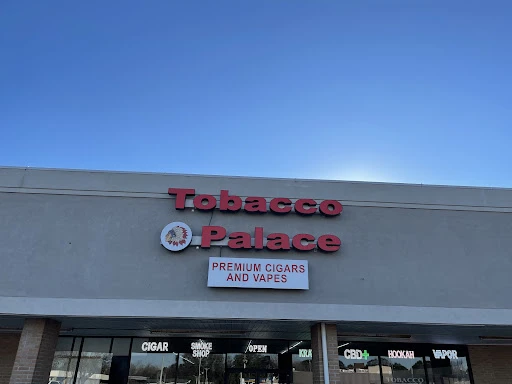 Tobacco
Palace
PREMIUM CIGARS
AND VAPES
CIGAR
SMOKE
SHOP
OPEN
CBD+
HOOKAH
VAPOR
TOBACCO